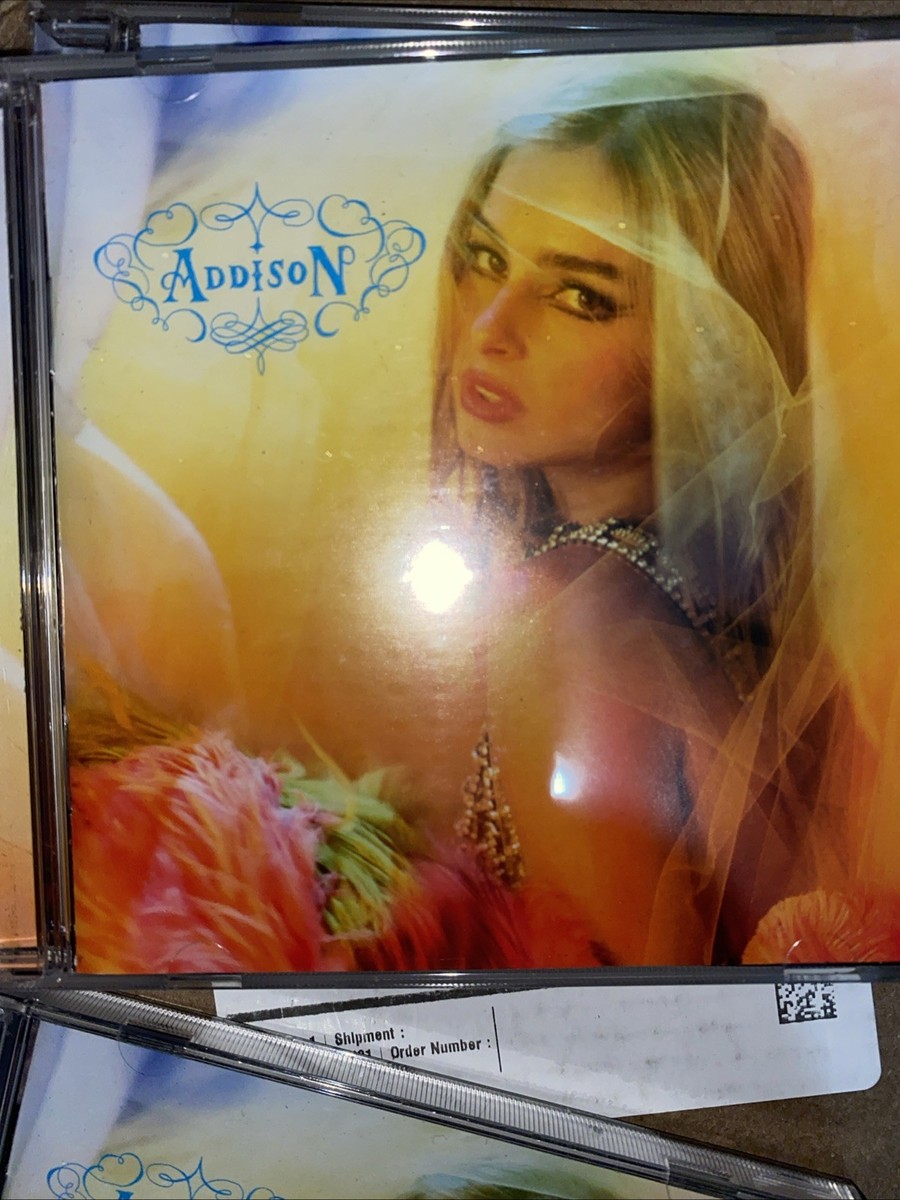 ADDISON
Shipment :
Order Number :